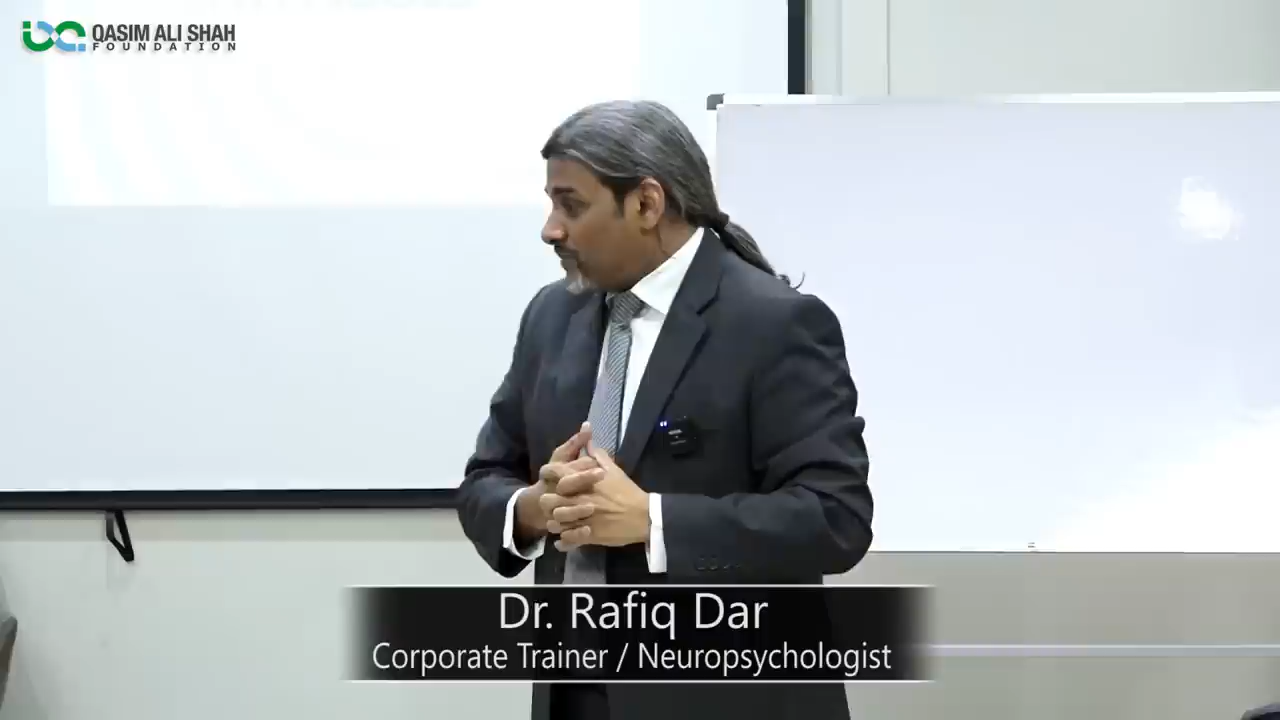 QASIM ALI SHAH
FOUNDATION
Dr. Rafiq Dar
Corporate Trainer / Neuropsychologist